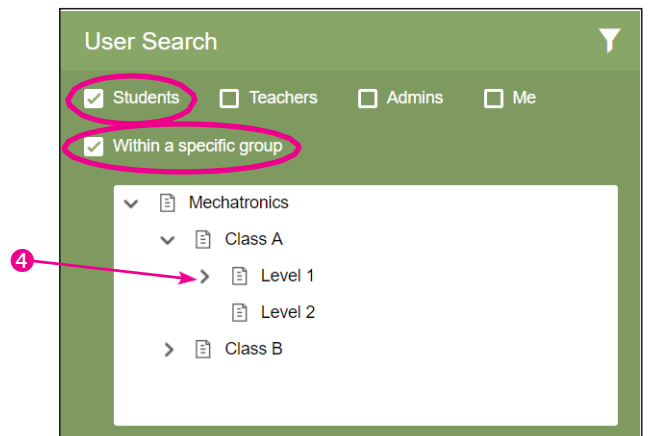 User Search
Students Teachers Admins Me
Within a specific group
Mechatronics
Class A
4
Level 1
Level 2
Class B